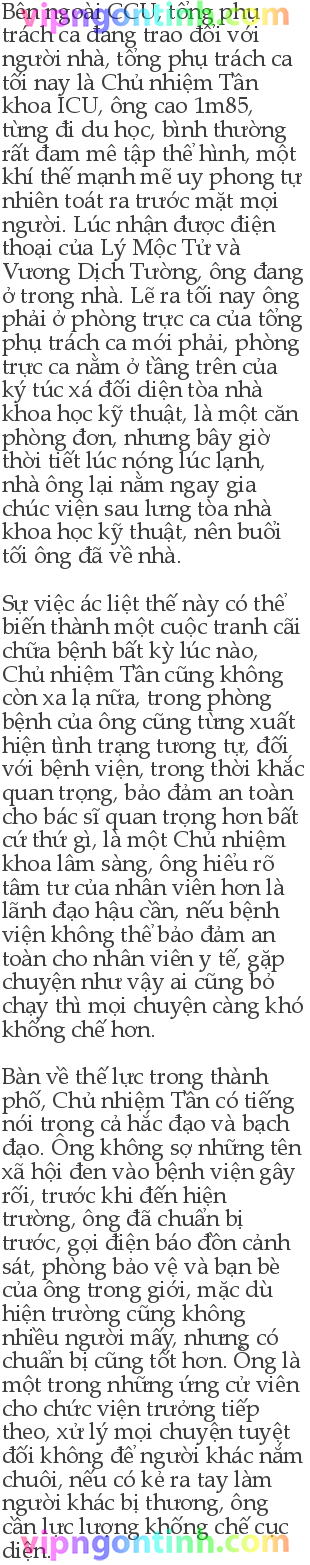 Bên ngoài CCU, tổng phụ
trách ca đang trao đổi với
người nhà, tổng phụ trách ca
tối nay là Chủ nhiệm Tần
khoa ICU, ông cao 1m85,
từng đi du học, bình thường
rất đam mê tập thể hình, một
khí thế mạnh mẽ uy phong tự
nhiên toát ra trước mặt mọi
người. Lúc nhận được điện
thoại của Lý Mộc Tử và
Vương Dịch Tường, ông đang
ở trong nhà. Lẽ ra tối nay ông
phải ở phòng trực ca của tổng
phụ trách ca mới phải, phòng
trực ca nằm ở tầng trên của
ký túc xá đối diện tòa nhà
khoa học kỹ thuật, là một căn
phòng đơn, nhưng bây giờ
thời tiết lúc nóng lúc lạnh,
nhà ông lại nằm ngay gia
chúc viện sau lưng tòa nhà
khoa học kỹ thuật, nên buổi
tối ông đã về nhà.

Sự việc ác liệt thế này có thể
biến thành một cuộc tranh cãi
chữa bệnh bất kỳ lúc nào,
Chủ nhiệm Tần cũng không
còn xa lạ nữa, trong phòng
bệnh của ông cũng từng xuất
hiện tình trạng tương tự, đối
với bệnh viện, trong thời khắc
quan trọng, bảo đảm an toàn
cho bác sĩ quan trọng hơn bất
cứ thứ gì, là một Chủ nhiệm
khoa lâm sàng, ông hiểu rõ
tâm tư của nhân viên hơn là
lãnh đạo hậu cần, nếu bệnh
viện không thể bảo đảm an
toàn cho nhân viên y tế, gặp
chuyện như vậy ai cũng bỏ
chạy thì mọi chuyện càng khó
khống chế hơn.

Bàn về thế lực trong thành
phố, Chủ nhiệm Tần có tiếng
nói trong cả hắc đạo và bạch
đạo. Ông không sợ những tên
xã hội đen vào bệnh viện gây
rối, trước khi đến hiện
trường, ông đã chuẩn bị
trước, gọi điện báo đồn cảnh
sát, phòng bảo vệ và bạn bè
của ông trong giới, mặc dù
hiện trường cũng không
nhiều người mấy, nhưng có
chuẩn bị cũng tốt hơn. Ông là
một trong những ứng cử viên
cho chức viện trưởng tiếp
theo, xử lý mọi chuyện tuyệt
đối không để người khác nắm
chuôi, nếu có kẻ ra tay làm
người khác bị thương, ông
cần lực lượng khống chế cục
diện.
vipngontinh.com
vipngontinh.com